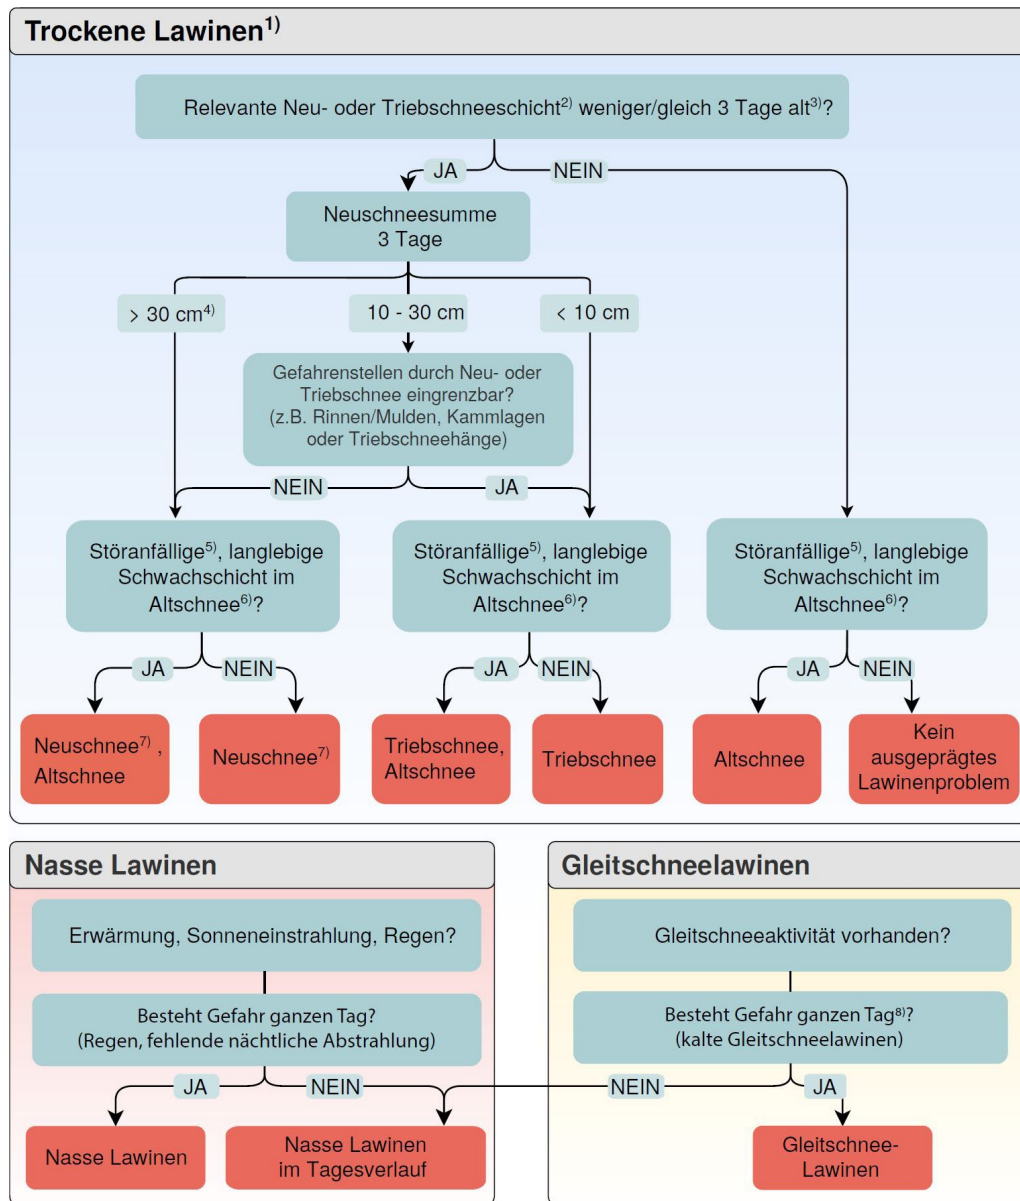 Trockene Lawinen1)
Relevante Neu- oder Triebschneeschicht2) weniger/gleich 3 Tage alt3)?
JA
NEIN
Neuschneesumme
3 Tage
> 30 cm4)
10 - 30 cm
< 10 cm
Gefahrenstellen durch Neu- oder
Triebschnee eingrenzbar?
(z.B. Rinnen/Mulden, Kammlagen
oder Triebschneehänge)
NEIN
JA
Störanfällige5), langlebige
Schwachschicht im
Altschnee6)?
Störanfällige5), langlebige
Schwachschicht im
Altschnee6)?
Störanfällige5), langlebige
Schwachschicht im
Altschnee6)?
JA
NEIN
JA
NEIN
JA
NEIN
Neuschnee7) ,
Altschnee
Neuschnee7)
Triebschnee,
Altschnee
Triebschnee
Altschnee
Kein
ausgeprägtes
Lawinenproblem
Nasse Lawinen
Erwärmung, Sonneneinstrahlung, Regen?
Besteht Gefahr ganzen Tag?
(Regen, fehlende nächtliche Abstrahlung)
JA
NEIN
Nasse Lawinen
Nasse Lawinen
im Tagesverlauf
Gleitschneelawinen
Gleitschneeaktivität vorhanden?
Besteht Gefahr ganzen Tag8)?
(kalte Gleitschneelawinen)
NEIN
JA
Gleitschnee-
Lawinen